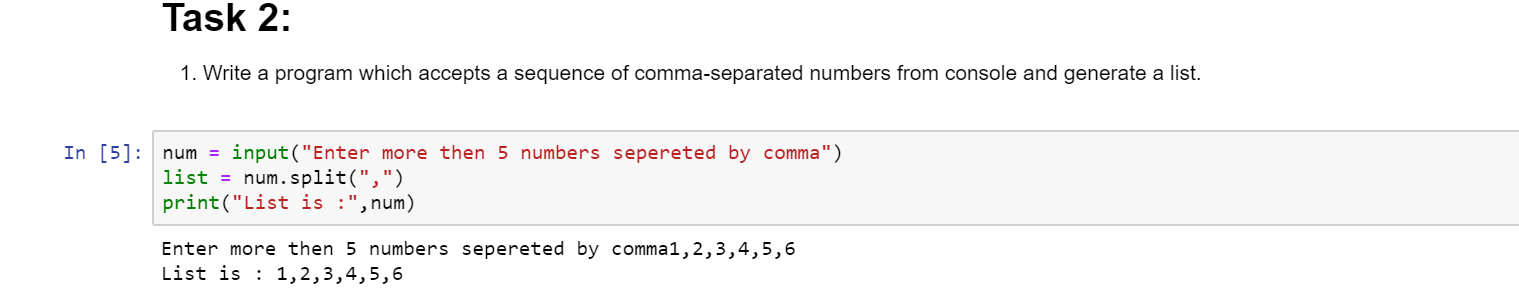 Task 2:
1. Write a program which accepts a sequence of comma-separated numbers from console and generate a list.
In [5]: num = input("Enter more then 5 numbers sepereted by comma")
list = num.split(",")
print("List is :",num)
Enter more then 5 numbers sepereted by comma1,2,3,4,5,6
List is : 1,2,3,4,5,6